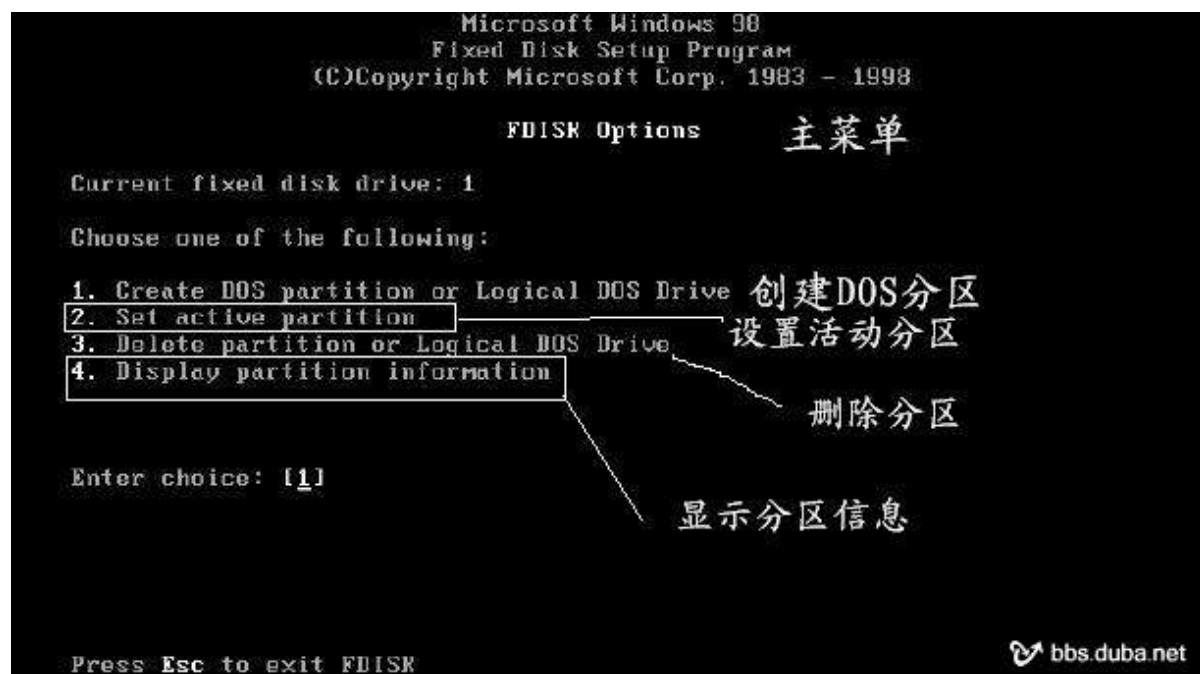 Microsoft Windows 98
Fixed Disk Setup Program
(C)Copyright Microsoft Corp. 1983 - 1998
FDISK Options 主菜单
Current fixed disk drive: 1
Choose one of the following:
1. Create DOS partition or Logical DOS Drive 创建DOS分区
2. Set active partition 设置活动分区
3. Delete partition or Logical DOS Drive
4. Display partition information
删除分区
Enter choice: [1]
显示分区信息
Press Esc to exit FDISK
bbs.duba.net